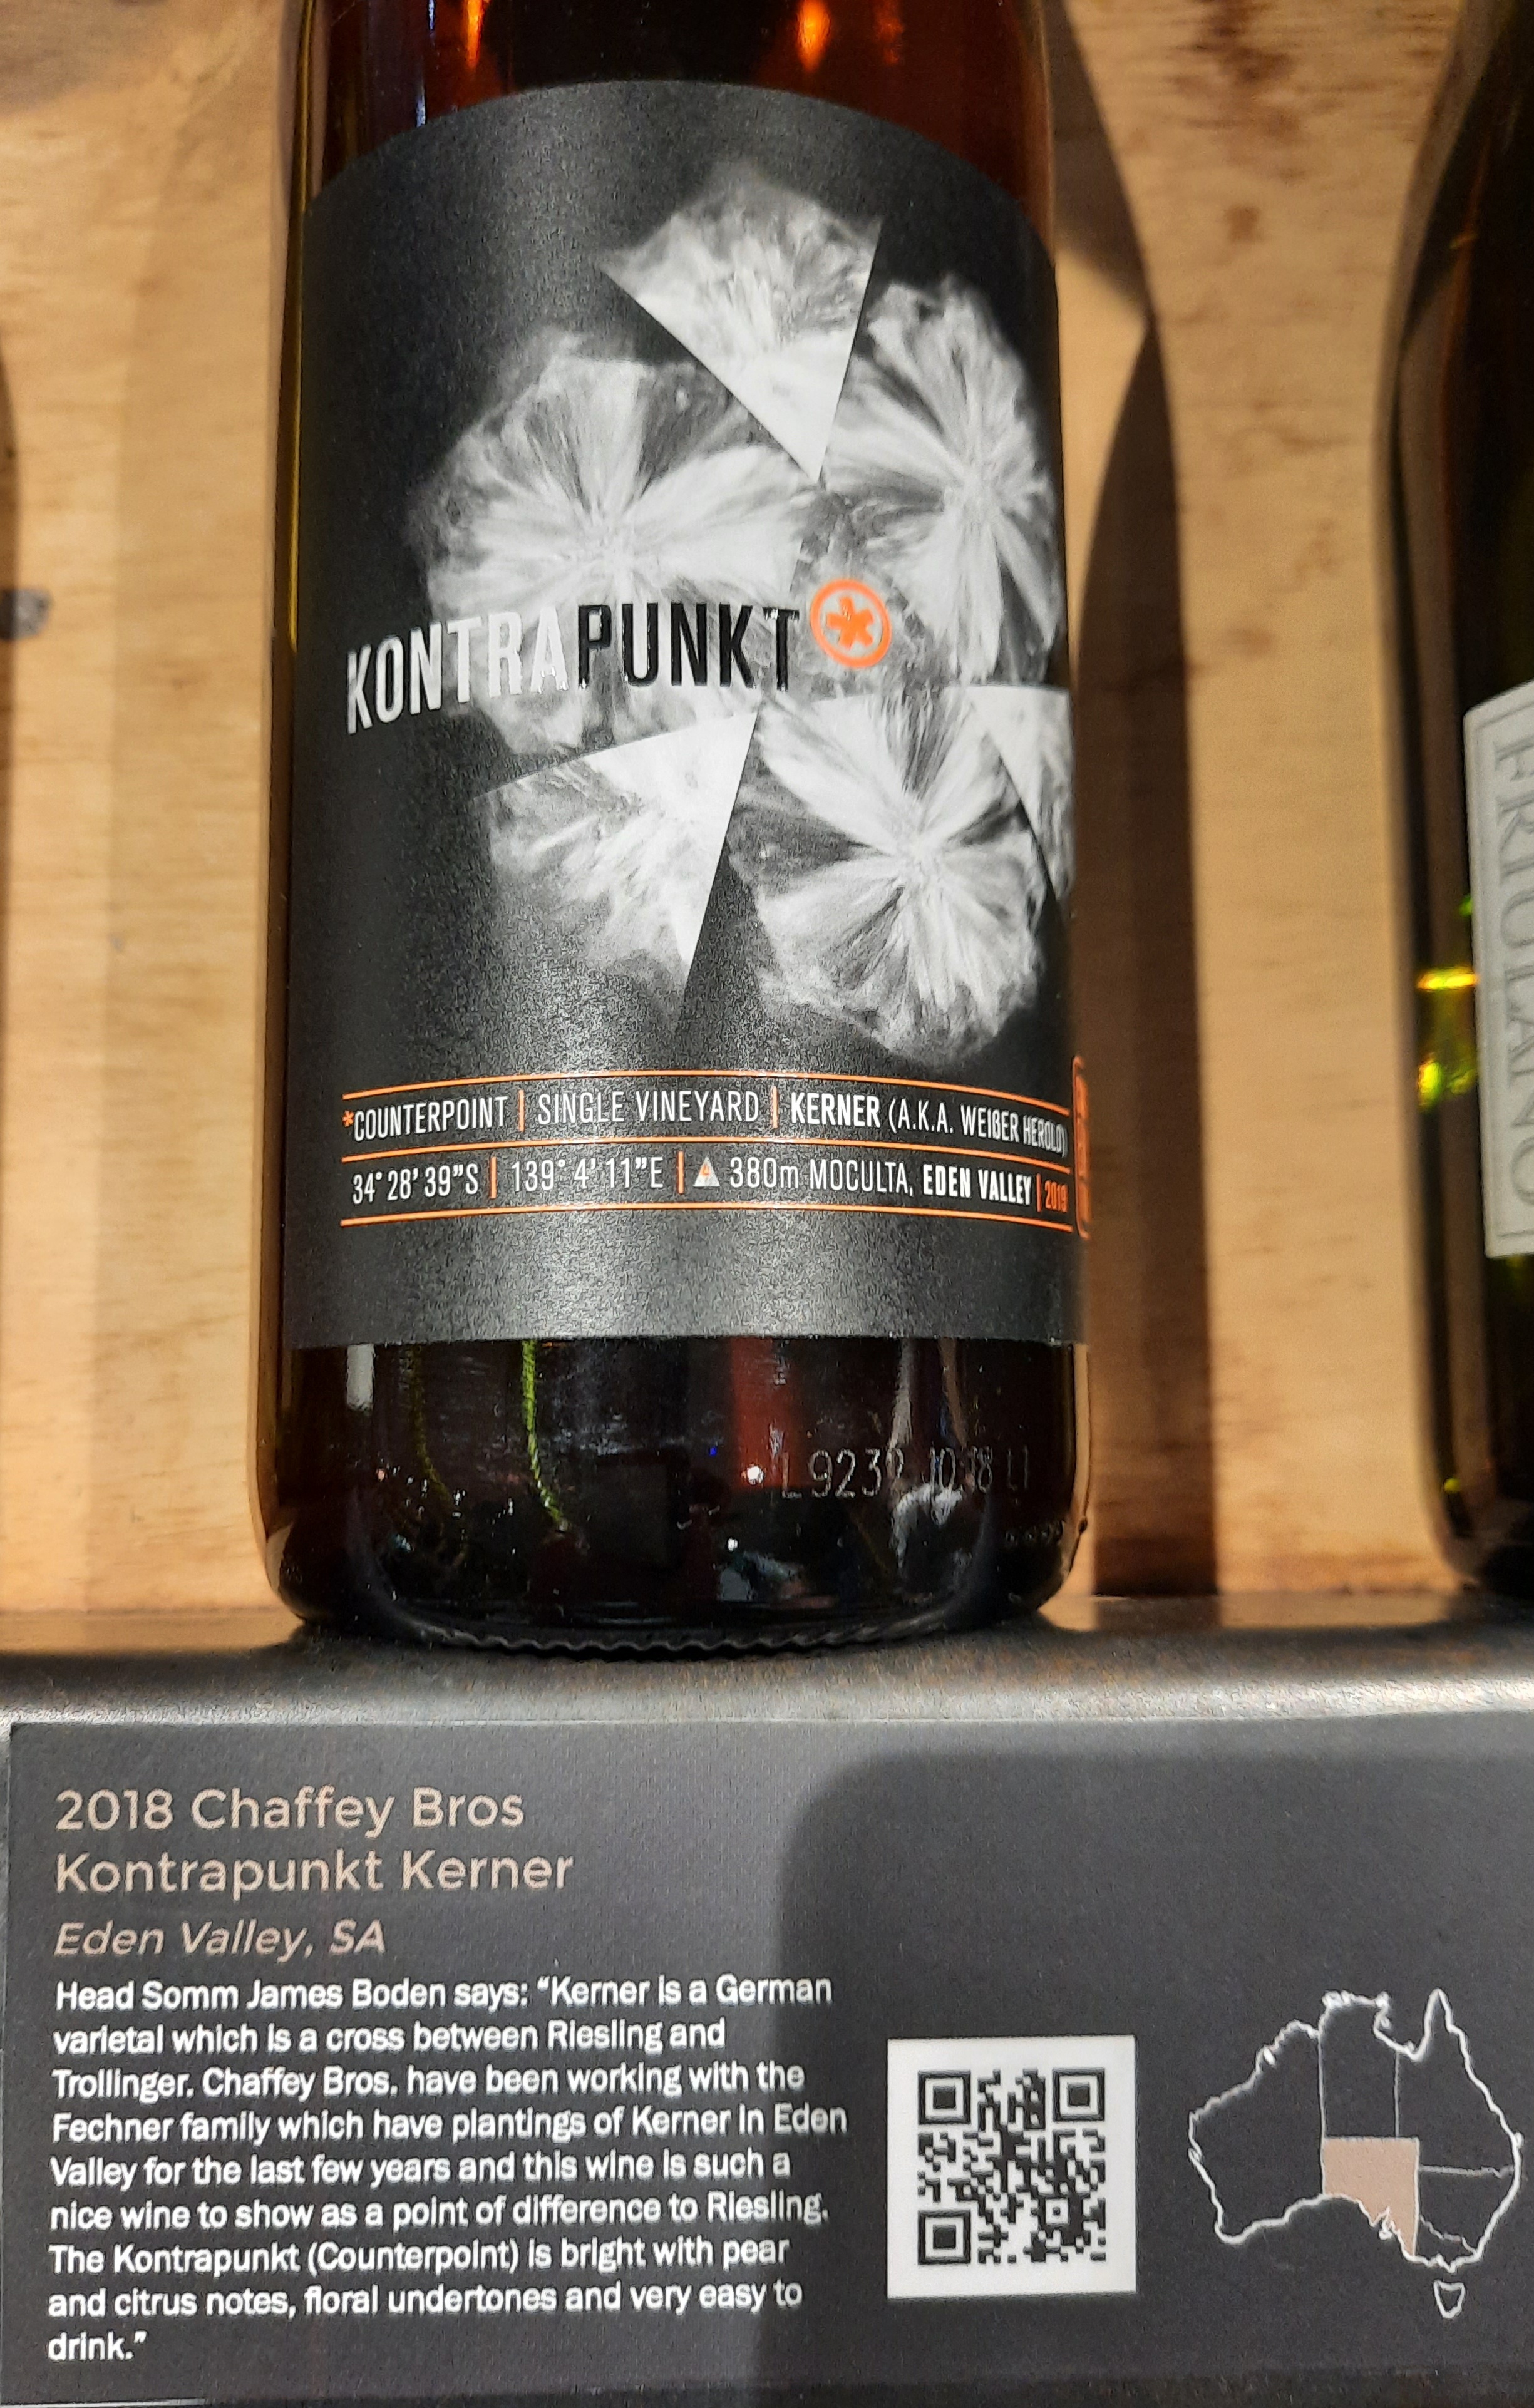 KONTRAPUNKT*
*COUNTERPOINT | SINGLE VINEYARD | KERNER (A.K.A. WEIßER HEROLD)
34° 28' 39"S | 139° 4' 11"E | 380m MOCULTA, EDEN VALLEY | 2019
FRIULANO
2018 Chaffey Bros
Kontrapunkt Kerner
Eden Valley, SA
Head Somm James Boden says: “Kerner is a German
varietal which is a cross between Riesling and
Trollinger. Chaffey Bros. have been working with the
Fechner family which have plantings of Kerner in Eden
Valley for the last few years and this wine is such a
nice wine to show as a point of difference to Riesling.
The Kontrapunkt (Counterpoint) is bright with pear
and citrus notes, floral undertones and very easy to
drink.”